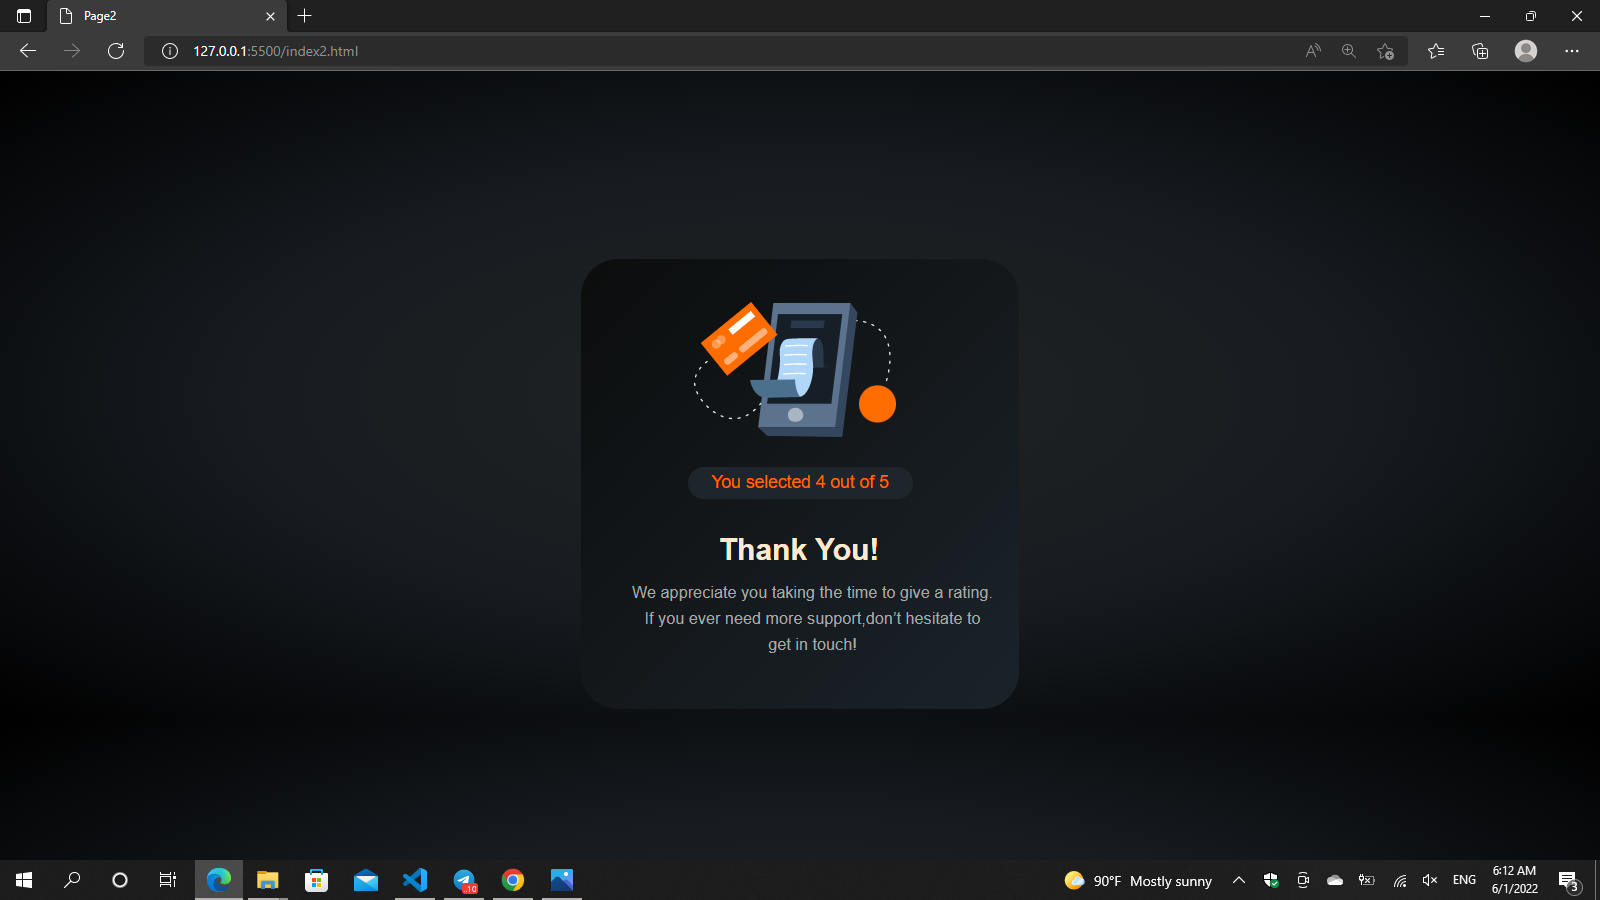 Page2
127.0.0.1:5500/index2.html
You selected 4 out of 5
Thank You!
We appreciate you taking the time to give a rating.
If you ever need more support,don’t hesitate to
get in touch!
.10
90°F Mostly sunny
ENG
6:12 AM
6/1/2022
3